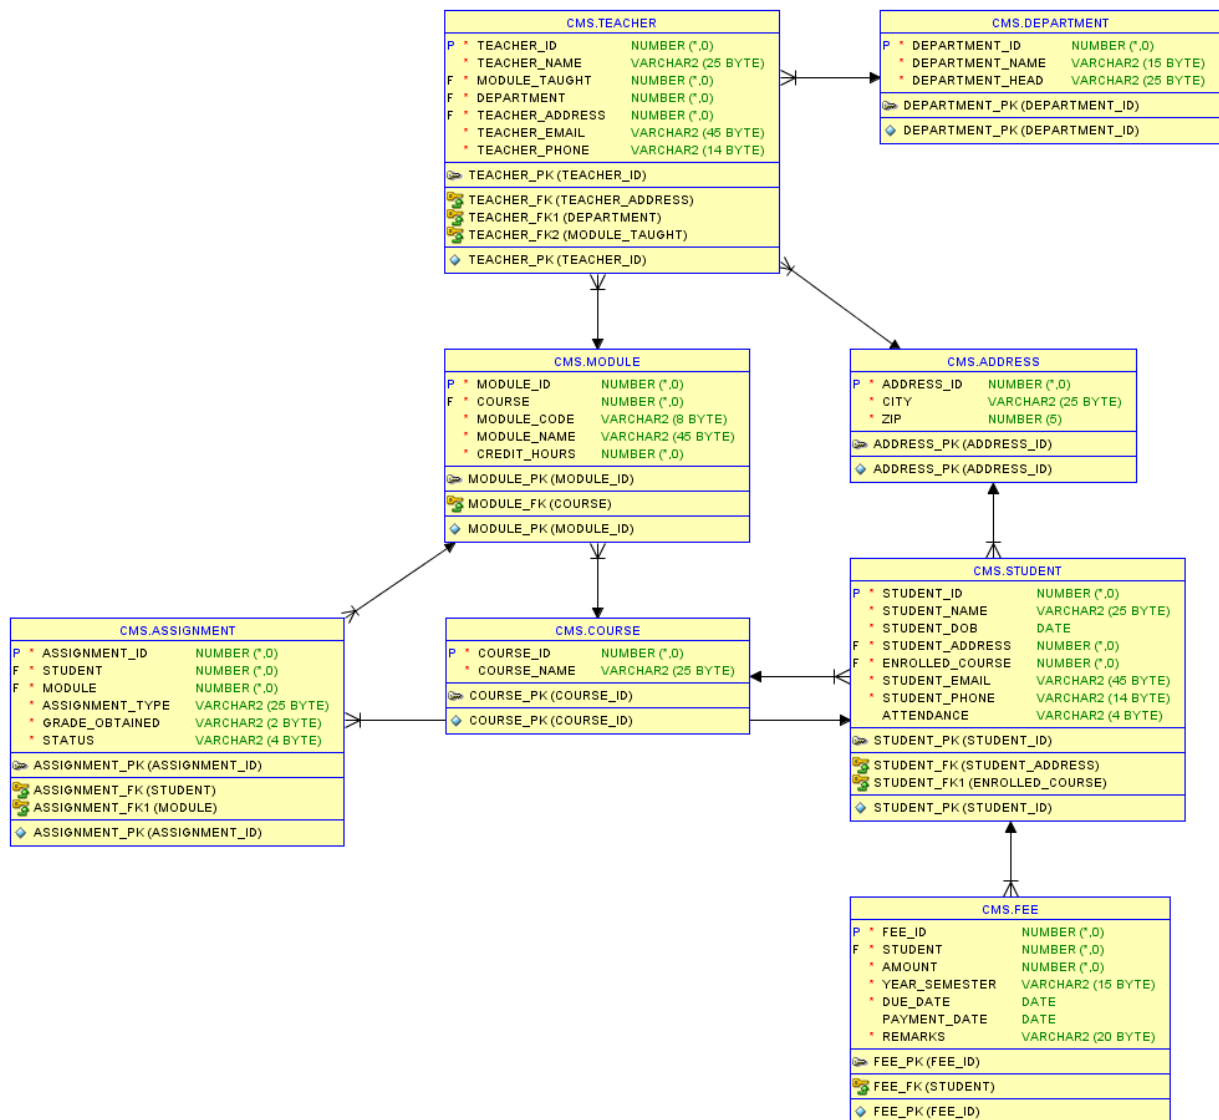 CMS.TEACHER
P * TEACHER_ID NUMBER (*,0)
* TEACHER_NAME VARCHAR2 (25 BYTE)
F * MODULE_TAUGHT NUMBER (*,0)
F * DEPARTMENT NUMBER (*,0)
F * TEACHER_ADDRESS NUMBER (*,0)
* TEACHER_EMAIL VARCHAR2 (45 BYTE)
* TEACHER_PHONE VARCHAR2 (14 BYTE)
TEACHER_PK (TEACHER_ID)
TEACHER_FK (TEACHER_ADDRESS)
TEACHER_FK1 (DEPARTMENT)
TEACHER_FK2 (MODULE_TAUGHT)
TEACHER_PK (TEACHER_ID)
CMS.DEPARTMENT
P * DEPARTMENT_ID NUMBER (*,0)
* DEPARTMENT_NAME VARCHAR2 (15 BYTE)
* DEPARTMENT_HEAD VARCHAR2 (25 BYTE)
DEPARTMENT_PK (DEPARTMENT_ID)
DEPARTMENT_PK (DEPARTMENT_ID)
CMS.MODULE
P * MODULE_ID NUMBER (*,0)
F * COURSE NUMBER (*,0)
* MODULE_CODE VARCHAR2 (8 BYTE)
* MODULE_NAME VARCHAR2 (45 BYTE)
* CREDIT_HOURS NUMBER (*,0)
MODULE_PK (MODULE_ID)
MODULE_FK (COURSE)
MODULE_PK (MODULE_ID)
CMS.ADDRESS
P * ADDRESS_ID NUMBER (*,0)
* CITY VARCHAR2 (25 BYTE)
* ZIP NUMBER (5)
ADDRESS_PK (ADDRESS_ID)
ADDRESS_PK (ADDRESS_ID)
CMS.ASSIGNMENT
P * ASSIGNMENT_ID NUMBER (*,0)
F * STUDENT NUMBER (*,0)
F * MODULE NUMBER (*,0)
* ASSIGNMENT_TYPE VARCHAR2 (25 BYTE)
* GRADE_OBTAINED VARCHAR2 (2 BYTE)
* STATUS VARCHAR2 (4 BYTE)
ASSIGNMENT_PK (ASSIGNMENT_ID)
ASSIGNMENT_FK (STUDENT)
ASSIGNMENT_FK1 (MODULE)
ASSIGNMENT_PK (ASSIGNMENT_ID)
CMS.COURSE
P * COURSE_ID NUMBER (*,0)
* COURSE_NAME VARCHAR2 (25 BYTE)
COURSE_PK (COURSE_ID)
COURSE_PK (COURSE_ID)
CMS.STUDENT
P * STUDENT_ID NUMBER (*,0)
* STUDENT_NAME VARCHAR2 (25 BYTE)
* STUDENT_DOB DATE
F * STUDENT_ADDRESS NUMBER (*,0)
F * ENROLLED_COURSE NUMBER (*,0)
* STUDENT_EMAIL VARCHAR2 (45 BYTE)
* STUDENT_PHONE VARCHAR2 (14 BYTE)
ATTENDANCE VARCHAR2 (4 BYTE)
STUDENT_PK (STUDENT_ID)
STUDENT_FK (STUDENT_ADDRESS)
STUDENT_FK1 (ENROLLED_COURSE)
STUDENT_PK (STUDENT_ID)
CMS.FEE
P * FEE_ID NUMBER (*,0)
F * STUDENT NUMBER (*,0)
* AMOUNT NUMBER (*,0)
* YEAR_SEMESTER VARCHAR2 (15 BYTE)
* DUE_DATE DATE
PAYMENT_DATE DATE
* REMARKS VARCHAR2 (20 BYTE)
FEE_PK (FEE_ID)
FEE_FK (STUDENT)
FEE_PK (FEE_ID)